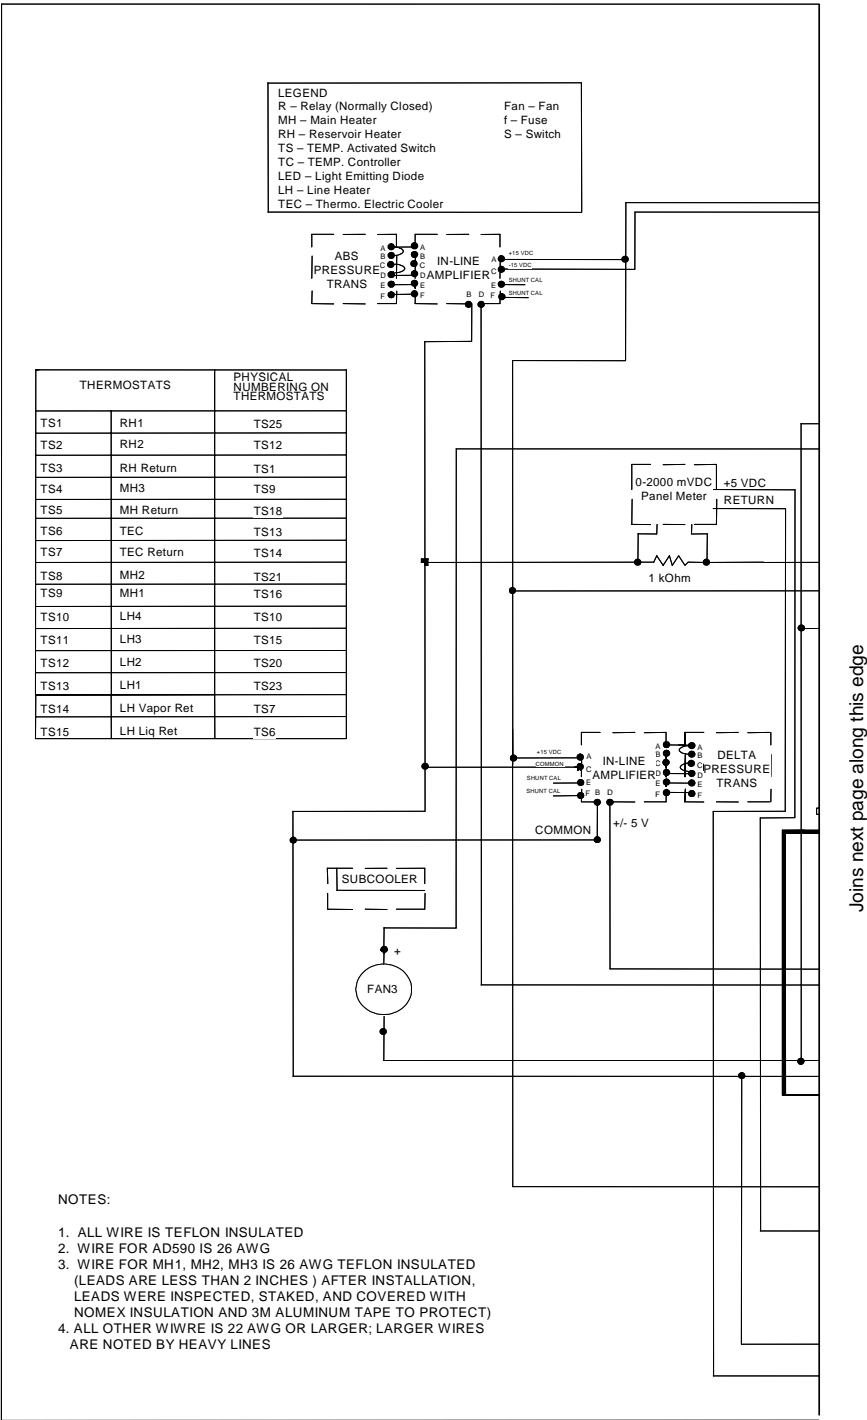 LEGEND
R – Relay (Normally Closed) Fan – Fan
MH – Main Heater f – Fuse
RH – Reservoir Heater S – Switch
TS – TEMP. Activated Switch
TC – TEMP. Controller
LED – Light Emitting Diode
LH – Line Heater
TEC – Thermo. Electric Cooler
ABS
PRESSURE
TRANS
A
B
C
D
E
F
A
B
C
D
E
F
IN-LINE
AMPLIFIER
A
C
E
B D F
+15 VDC
-15 VDC
SHUNT CAL
SHUNT CAL
THERMOSTATS PHYSICAL
NUMBERING ON
THERMOSTATS
TS1 RH1 TS25
TS2 RH2 TS12
TS3 RH Return TS1
TS4 MH3 TS9
TS5 MH Return TS18
TS6 TEC TS13
TS7 TEC Return TS14
TS8 MH2 TS21
TS9 MH1 TS16
TS10 LH4 TS10
TS11 LH3 TS15
TS12 LH2 TS20
TS13 LH1 TS23
TS14 LH Vapor Ret TS7
TS15 LH Liq Ret TS6
0-2000 mVDC
Panel Meter
+5 VDC
RETURN
1 kOhm
+15 VDC
COMMON
SHUNT CAL
SHUNT CAL
A
C
E
F B D
IN-LINE
AMPLIFIER
A
B
C
D
E
F
A
B
C
D
E
F
DELTA
PRESSURE
TRANS
COMMON
+/- 5 V
SUBCOOLER
+
FAN3
Joins next page along this edge
NOTES:
1. ALL WIRE IS TEFLON INSULATED
2. WIRE FOR AD590 IS 26 AWG
3. WIRE FOR MH1, MH2, MH3 IS 26 AWG TEFLON INSULATED
(LEADS ARE LESS THAN 2 INCHES ) AFTER INSTALLATION,
LEADS WERE INSPECTED, STAKED, AND COVERED WITH
NOMEX INSULATION AND 3M ALUMINUM TAPE TO PROTECT)
4. ALL OTHER WIWRE IS 22 AWG OR LARGER; LARGER WIRES
ARE NOTED BY HEAVY LINES